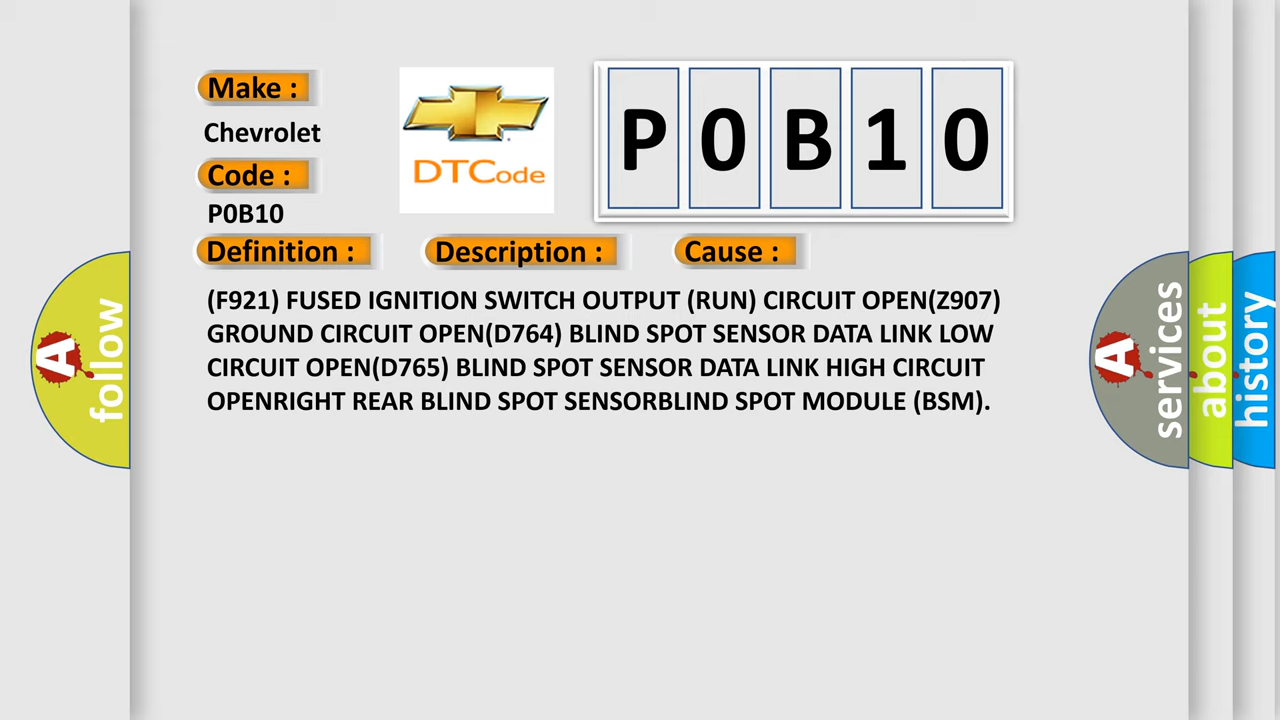 Make :
Chevrolet
Code :
P0B10
DTCode
P0B10
Definition :
Description :
Cause :
(F921) FUSED IGNITION SWITCH OUTPUT (RUN) CIRCUIT OPEN(Z907)
GROUND CIRCUIT OPEN(D764) BLIND SPOT SENSOR DATA LINK LOW
CIRCUIT OPEN(D765) BLIND SPOT SENSOR DATA LINK HIGH CIRCUIT
OPENRIGHT REAR BLIND SPOT SENSORBLIND SPOT MODULE (BSM).
A
follow
A
services
about
history